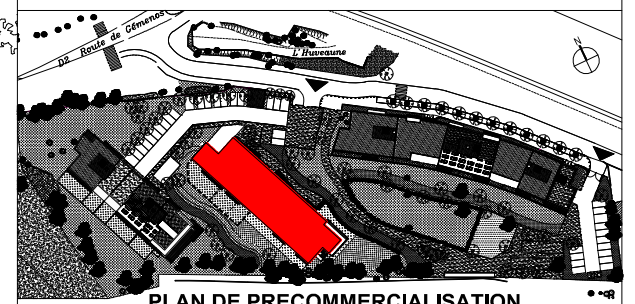 D2 Route de Gémenos
L'Huveaune
N
PLAN DE PRECOMMERCIALISATION